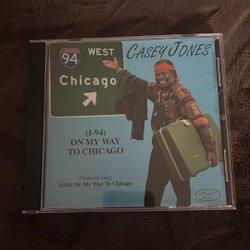 94
WEST
Chicago
CASEY JONES
(I-94)
ON MY WAY
TO CHICAGO
Featured Song
(I-94) On My Way To Chicago